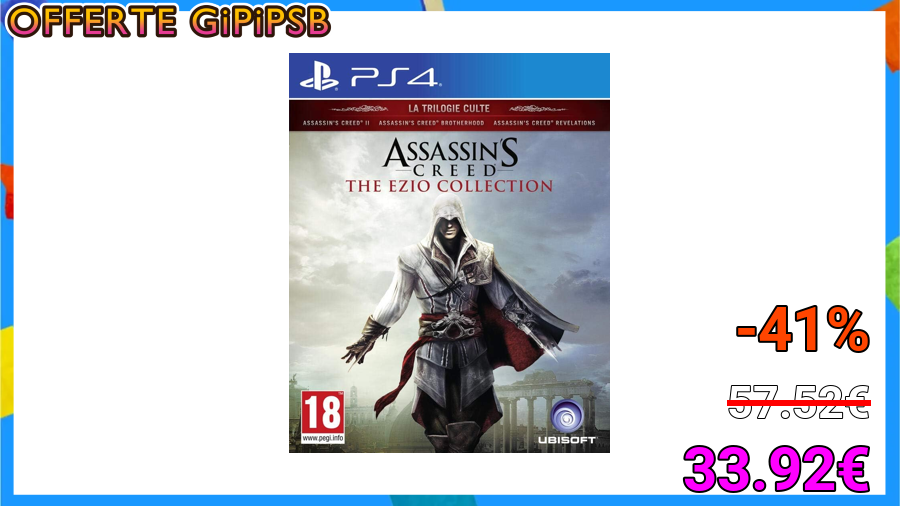 OFFERTE GiPiPSB
PS4
LA TRILOGIE CULTE
ASSASSIN'S CREED® II ASSASSIN'S CREED® BROTHERHOOD ASSASSIN'S CREED® REVELATIONS
ASSASSIN'S
CREED
THE EZIO COLLECTION
-41%
57.52€
33.92€
18
www.pegi.info
UBISOFT